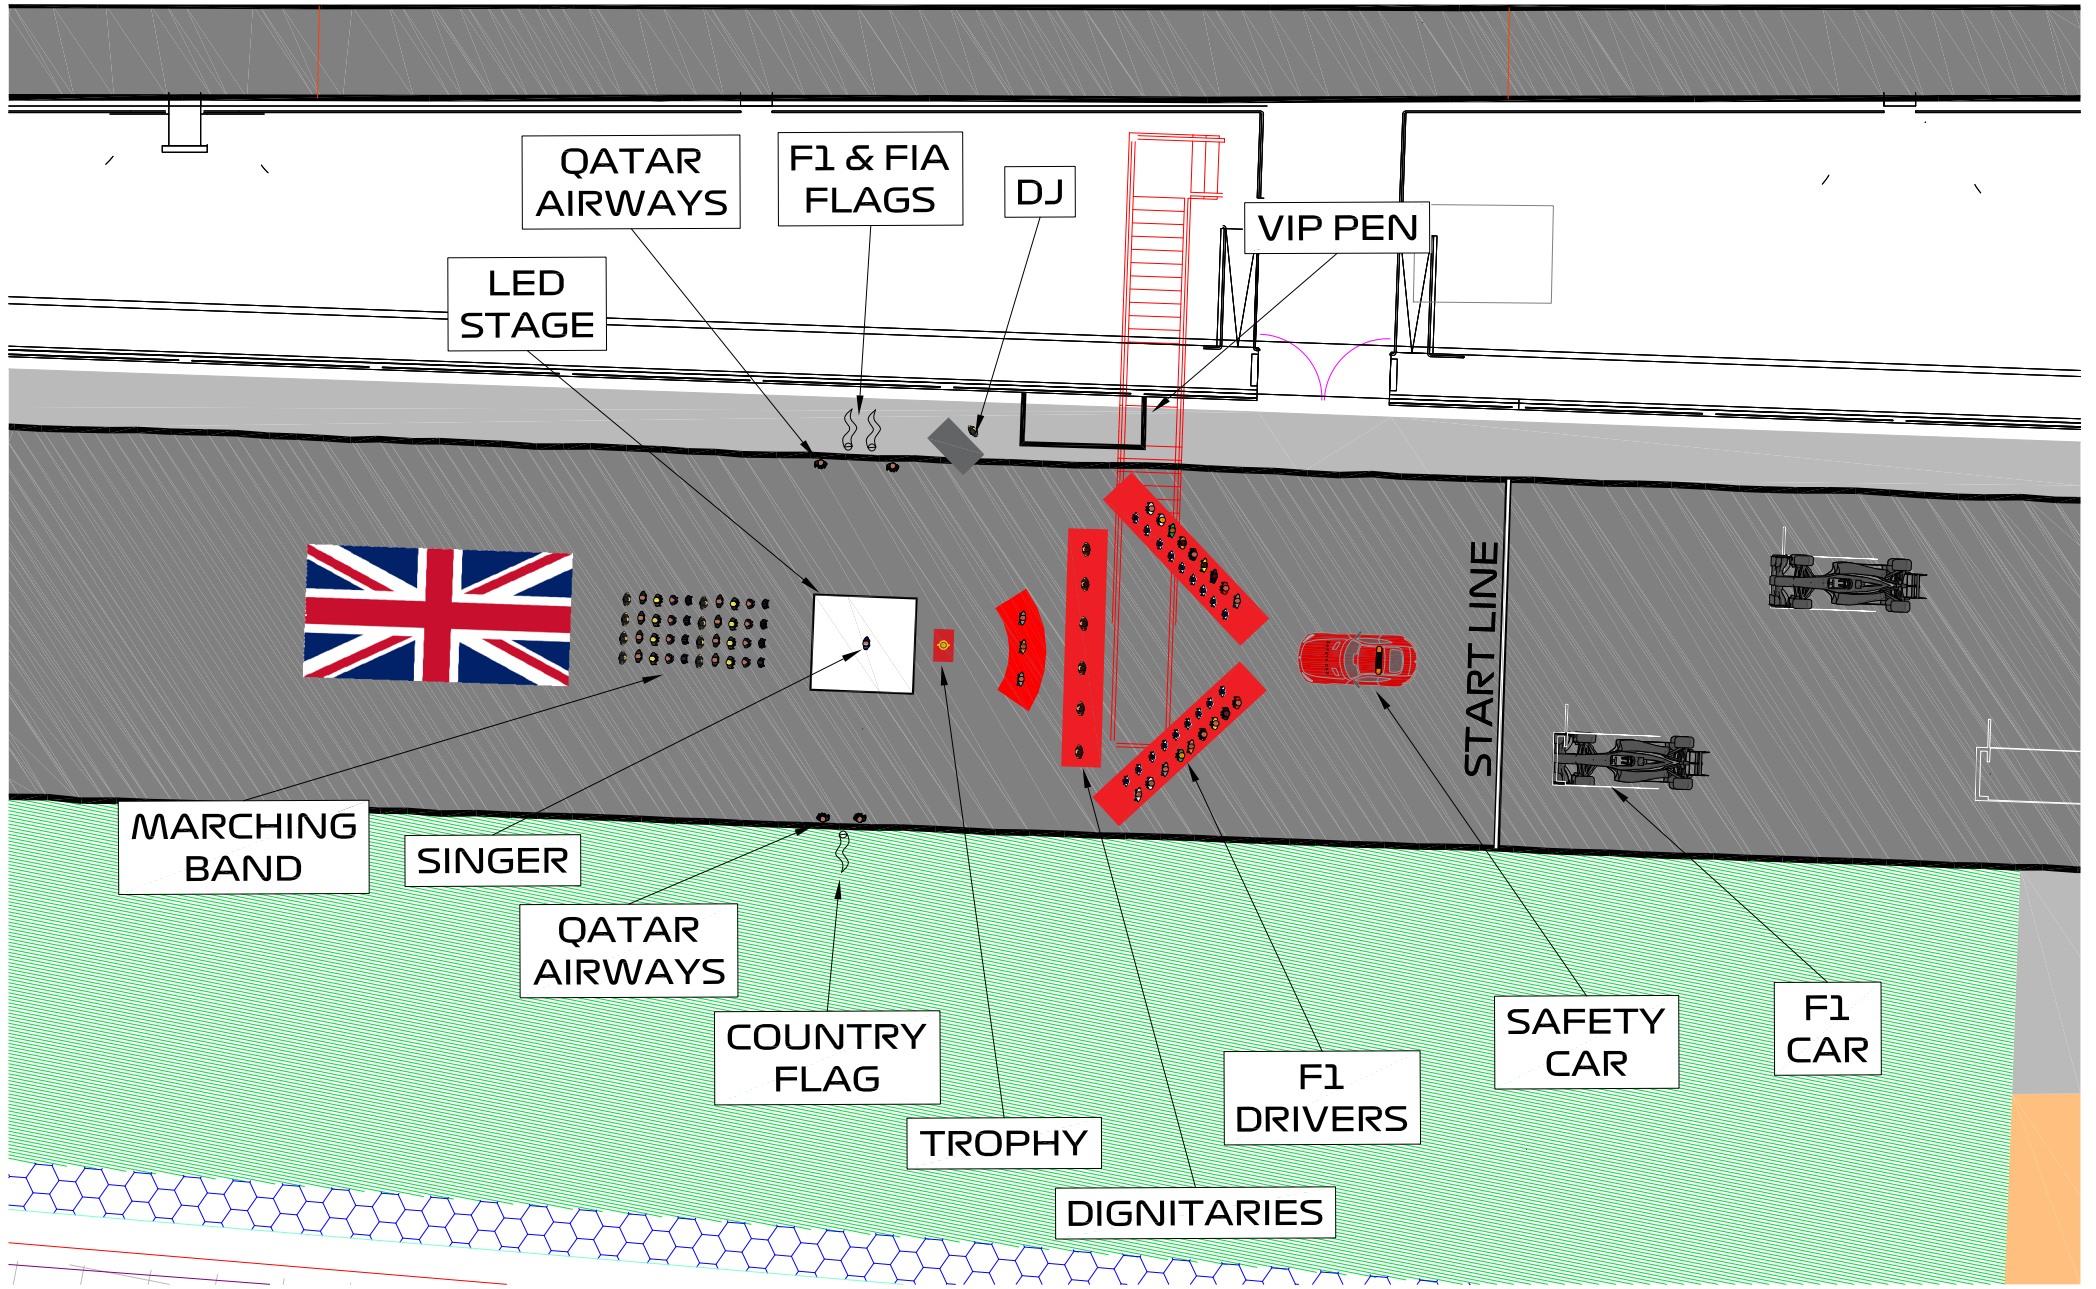 QATAR
AIRWAYS
F1 & FIA
FLAGS
DJ
VIP PEN
LED
STAGE
START LINE
MARCHING
BAND
SINGER
QATAR
AIRWAYS
COUNTRY
FLAG
TROPHY
DIGNITARIES
F1
DRIVERS
SAFETY
CAR
F1
CAR